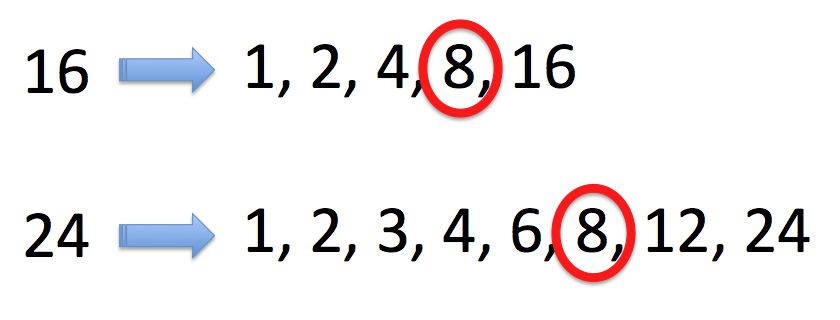 16 1, 2, 4, 8, 16
24 1, 2, 3, 4, 6, 8, 12, 24